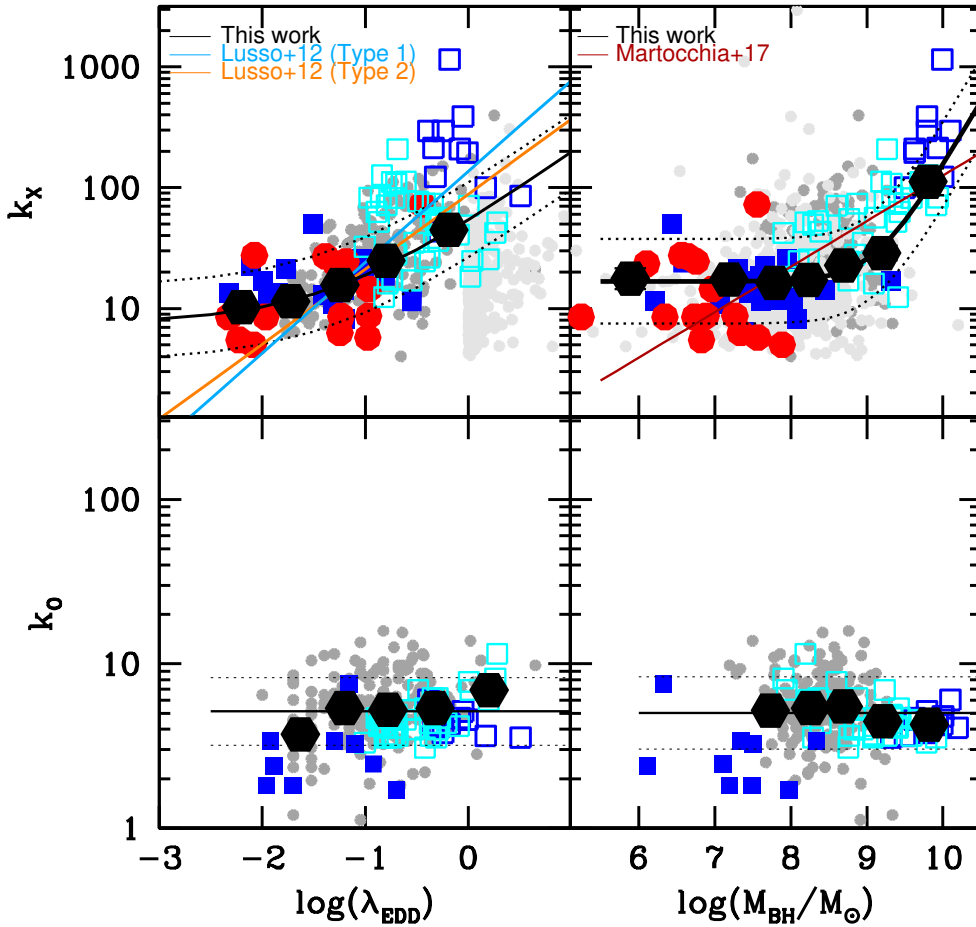 This work
Lusso+12 (Type 1)
Lusso+12 (Type 2)
This work
Martocchia+17
1000
100
10
k_X
100
10
1
k_O
-3 -2 -1 0
6 7 8 9 10
log(λ_EDD)
log(M_BH/M_⊙)